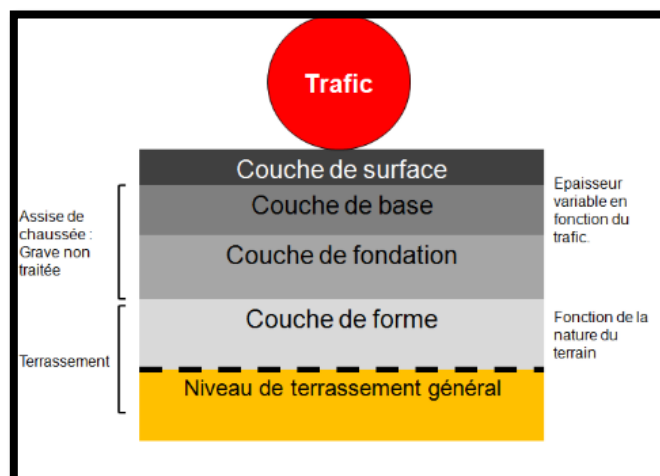 Trafic
Couche de surface
Couche de base
Couche de fondation
Couche de forme
Niveau de terrassement général
Assise de
chaussée :
Grave non
traitée
Terrassement
Epaisseur
variable en
fonction du
trafic.
Fonction de la
nature du
terrain